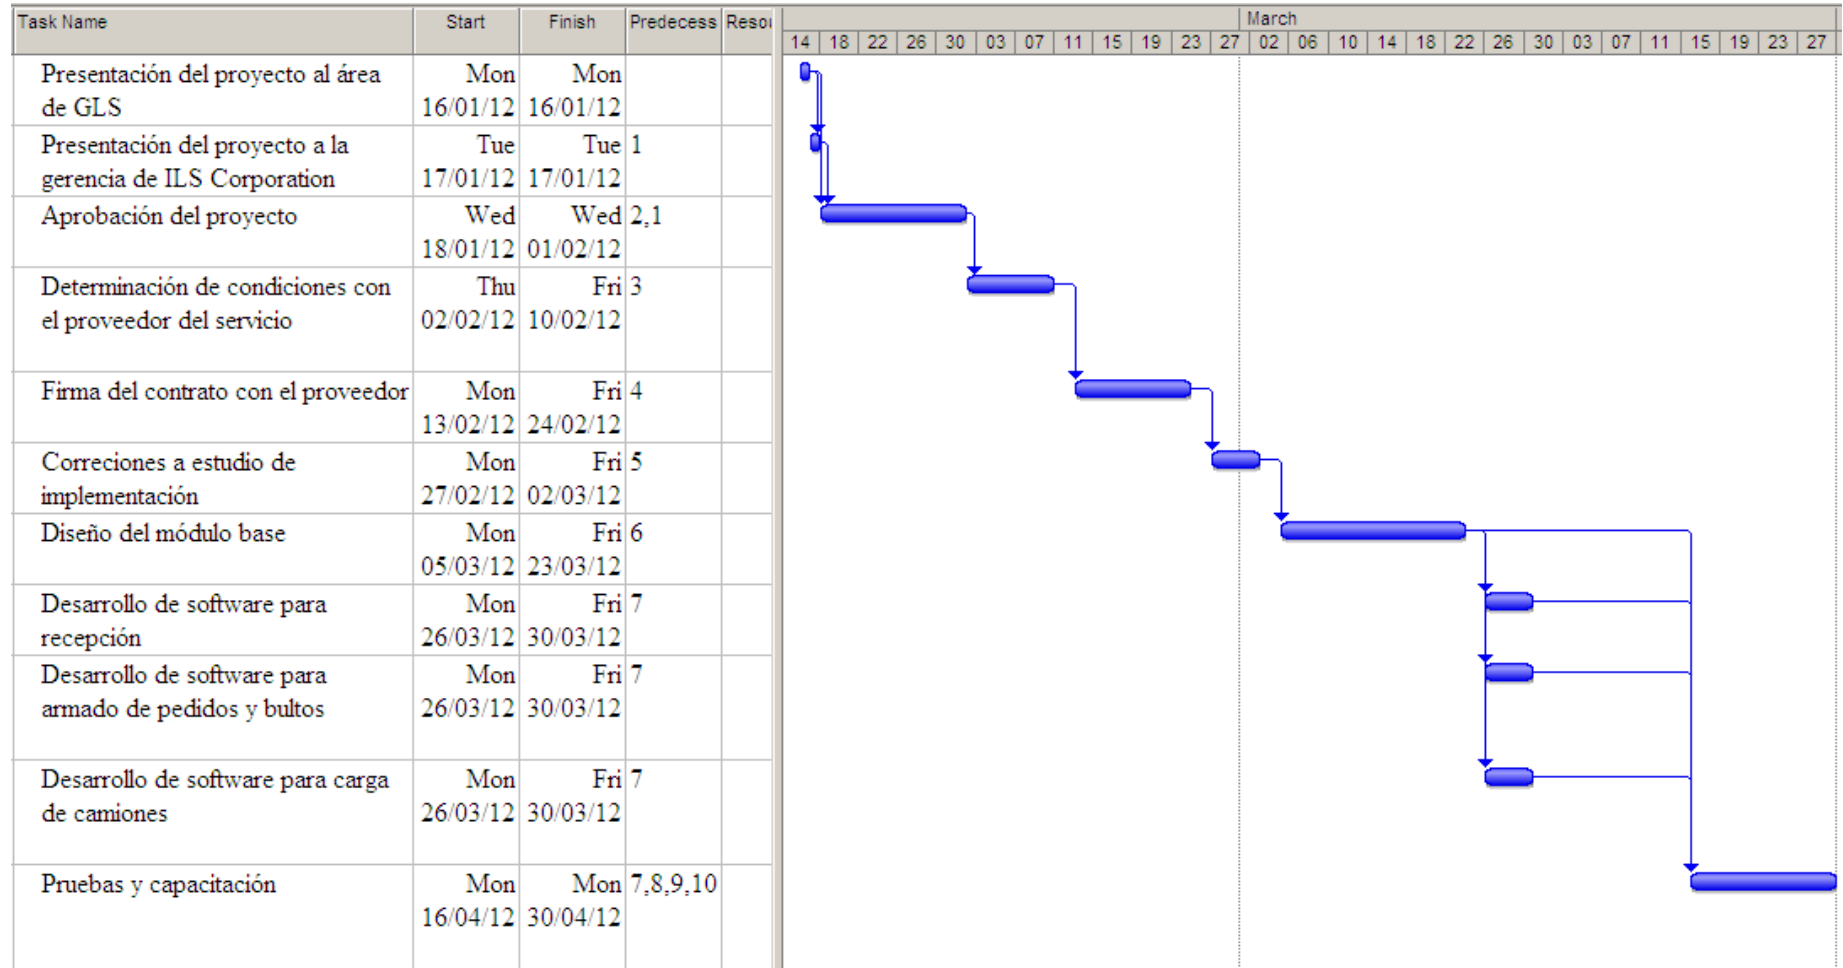 Task Name Start Finish Predecess Resou
March
14 18 22 26 30 03 07 11 15 19 23 27 02 06 10 14 18 22 26 30 03 07 11 15 19 23 27
Presentación del proyecto al área Mon Mon
de GLS 16/01/12 16/01/12
Presentación del proyecto a la Tue Tue 1
gerencia de ILS Corporation 17/01/12 17/01/12
Aprobación del proyecto Wed Wed 2,1
18/01/12 01/02/12
Determinación de condiciones con Thu Fri 3
el proveedor del servicio 02/02/12 10/02/12
Firma del contrato con el proveedor Mon Fri 4
13/02/12 24/02/12
Correciones a estudio de Mon Fri 5
implementación 27/02/12 02/03/12
Diseño del módulo base Mon Fri 6
05/03/12 23/03/12
Desarrollo de software para Mon Fri 7
recepción 26/03/12 30/03/12
Desarrollo de software para Mon Fri 7
armado de pedidos y bultos 26/03/12 30/03/12
Desarrollo de software para carga Mon Fri 7
de camiones 26/03/12 30/03/12
Pruebas y capacitación Mon Mon 7,8,9,10
16/04/12 30/04/12